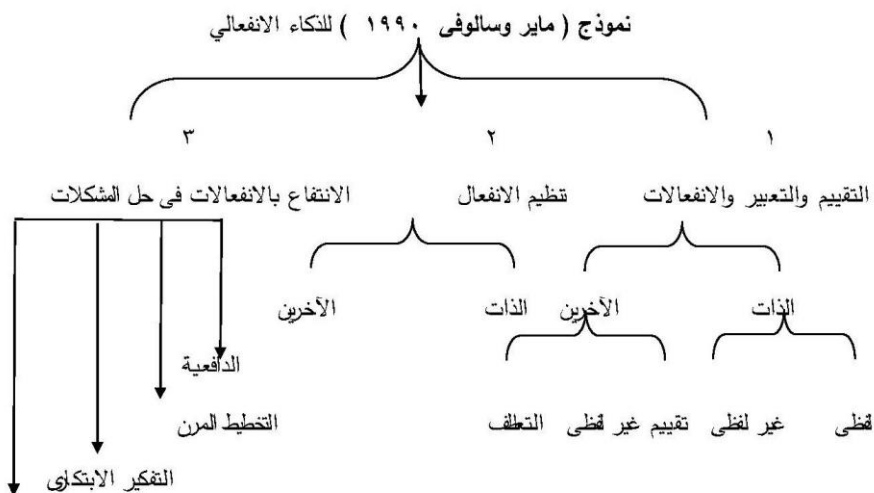 نموذج ( ماير وسالوفى ١٩٩٠ ) للذكاء الانفعالي
١ ٢ ٣
التقييم والتعبير والانفعالات تنظيم الانفعال الانتفاع بالانفعالات فى حل المشكلات
الذات الآخرين الذات الآخرين
الدافعية
لفظى غير لفظى تقييم غير لفظى التعاطف التخطيط المرن
التفكير الابتكارى